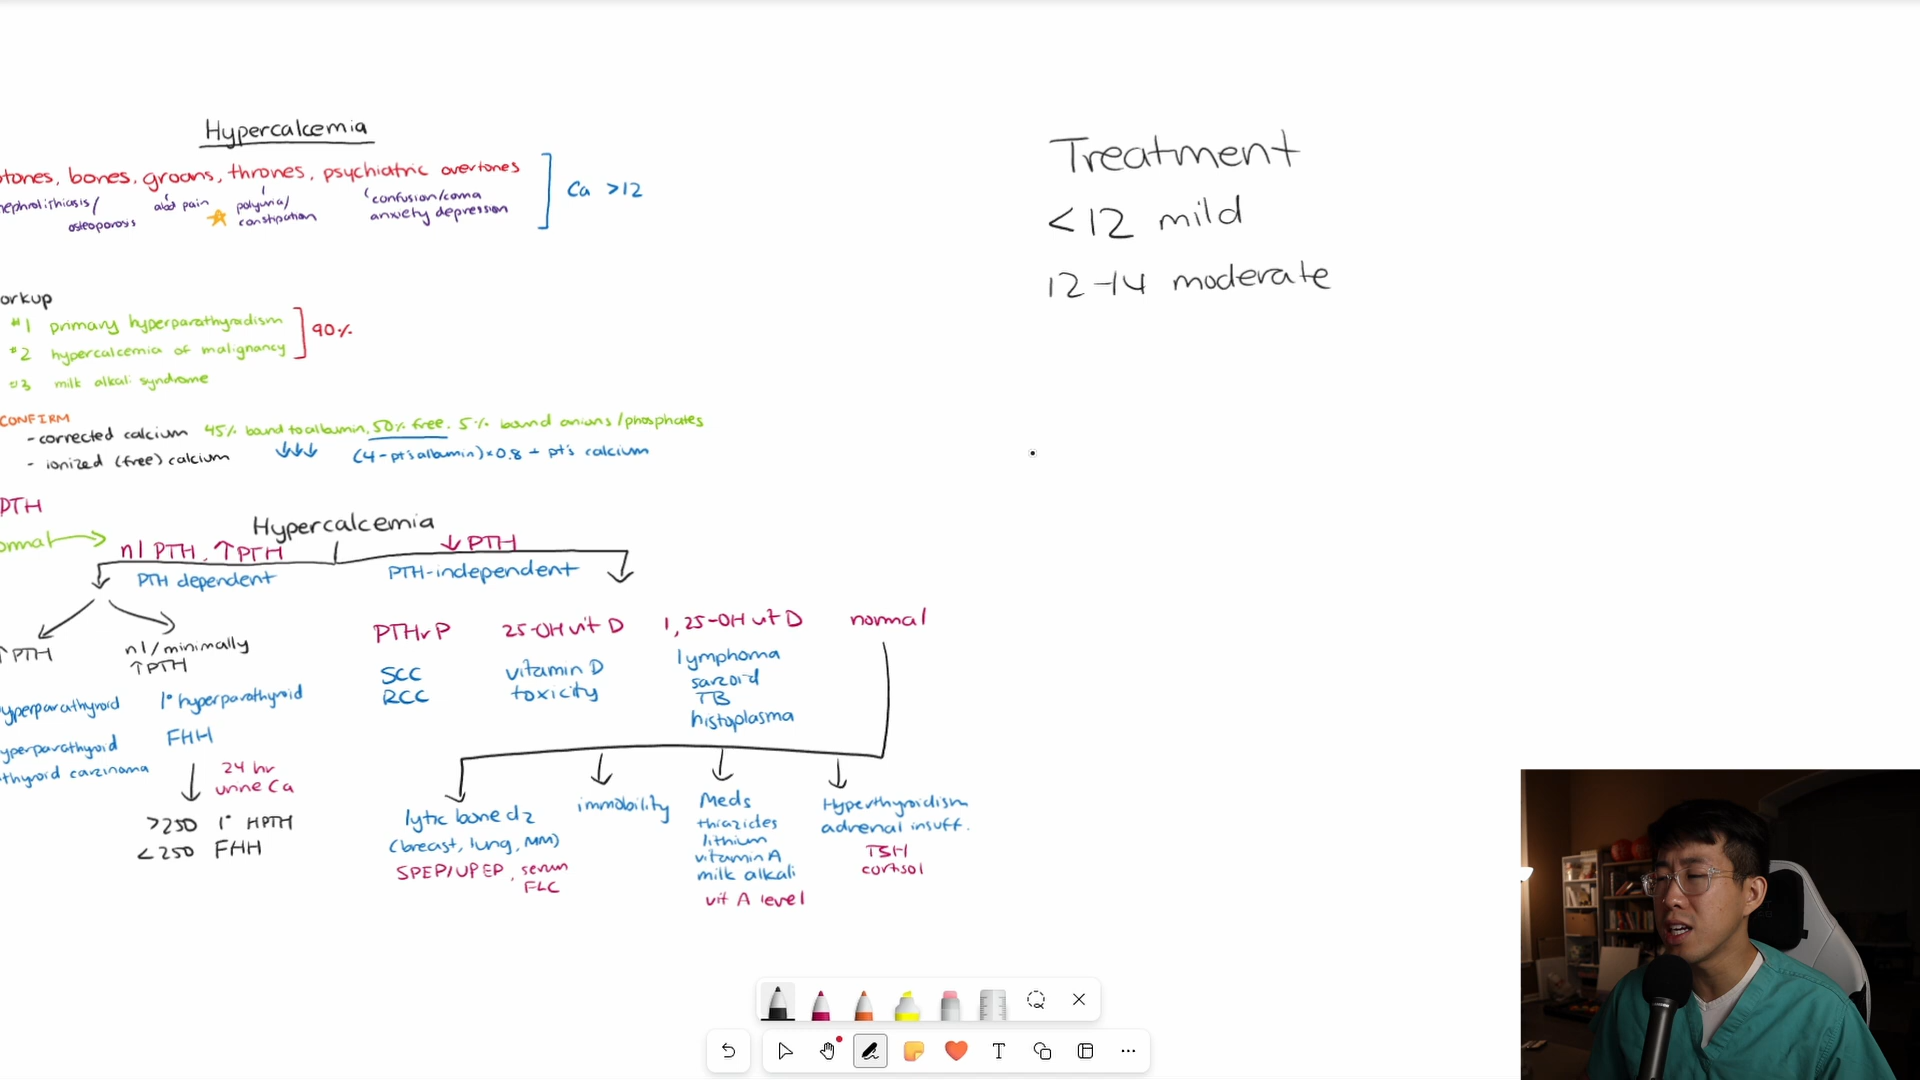 Hypercalcemia
tones, bones, groans, thrones, psychiatric overtones
nephrolithiasis/
osteoporosis
abd pain
polyuria/
constipation
confusion/coma
anxiety depression
Ca >12
orkup
#1 primary hyperparathyroidism
#2 hypercalcemia of malignancy
90%
#3 milk alkali syndrome
CONFIRM
- corrected calcium 45% bound to albumin, 50% free. 5% bound anions/phosphates
- ionized (free) calcium ↓↓↓ (4-pt's albumin)×0.8 + pt's calcium
PTH
Hypercalcemia
ormal → nl PTH, ↑PTH
↓ PTH
PTH dependent
PTH-independent
↑PTH
nl/minimally
↑PTH
yperparathyroid
1° hyperparathyroid
yperparathyroid
thyroid carcinoma
FHH
24 hr
urine Ca
>250 1° HPTH
<250 FHH
PTHrP
SCC
RCC
25-OH vit D
vitamin D
toxicity
1,25-OH vit D
lymphoma
sarcoid
TB
histoplasma
normal
lytic bone dz
(breast, lung, MM)
SPEP/UPEP, serum
FLC
immobility
Meds
thiazides
lithium
vitamin A
milk alkali
vit A level
Hyperthyroidism
adrenal insuff.
TSH
cortisol
Treatment
<12 mild
12-14 moderate
T